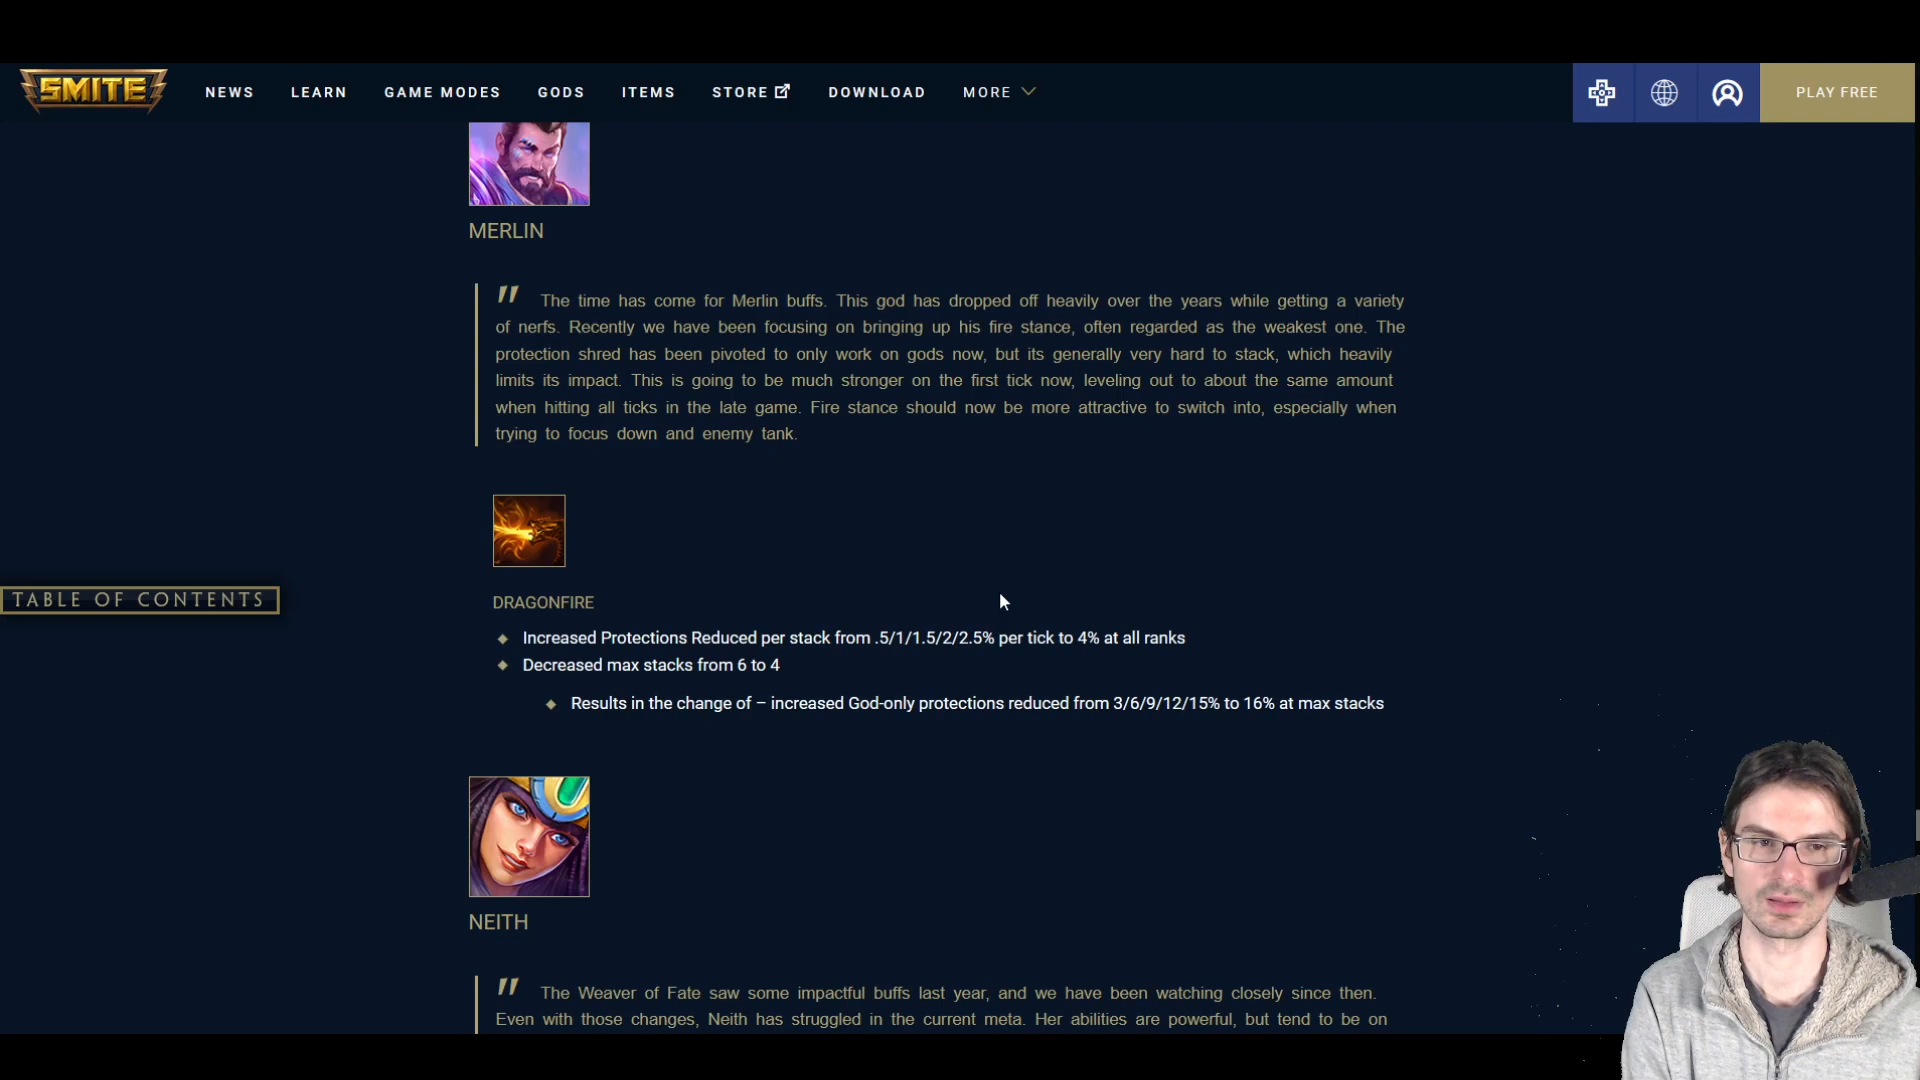 SMITE
NEWS
LEARN
GAME MODES
GODS
ITEMS
STORE
DOWNLOAD
MORE
PLAY FREE
MERLIN
" The time has come for Merlin buffs. This god has dropped off heavily over the years while getting a variety
of nerfs. Recently we have been focusing on bringing up his fire stance, often regarded as the weakest one. The
protection shred has been pivoted to only work on gods now, but its generally very hard to stack, which heavily
limits its impact. This is going to be much stronger on the first tick now, leveling out to about the same amount
when hitting all ticks in the late game. Fire stance should now be more attractive to switch into, especially when
trying to focus down and enemy tank.
TABLE OF CONTENTS
DRAGONFIRE
Increased Protections Reduced per stack from .5/1/1.5/2/2.5% per tick to 4% at all ranks
Decreased max stacks from 6 to 4
Results in the change of – increased God-only protections reduced from 3/6/9/12/15% to 16% at max stacks
NEITH
" The Weaver of Fate saw some impactful buffs last year, and we have been watching closely since then.
Even with those changes, Neith has struggled in the current meta. Her abilities are powerful, but tend to be on